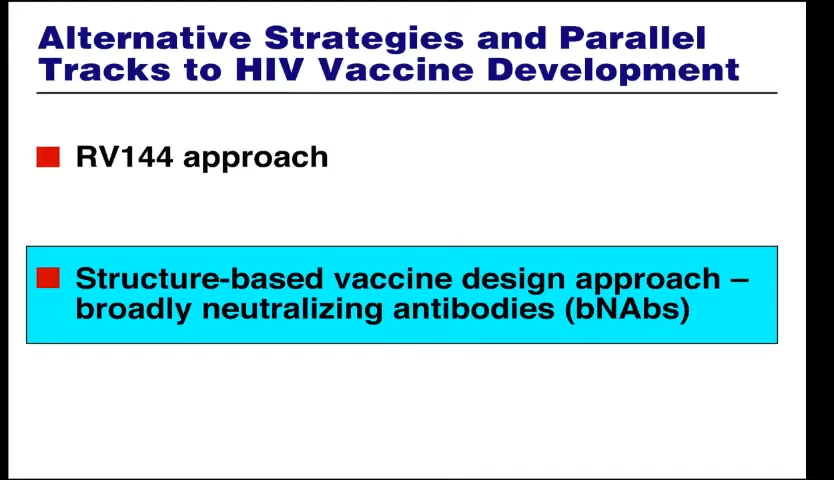 Alternative Strategies and Parallel
Tracks to HIV Vaccine Development
RV144 approach
Structure-based vaccine design approach –
broadly neutralizing antibodies (bNAbs)